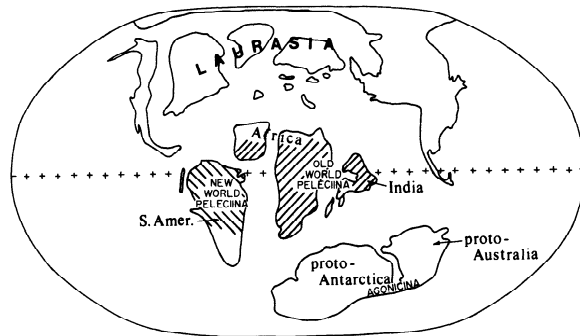 LAURASIA
Africa
NEW
WORLD
PELECIINA
OLD
WORLD
PELECIINA
India
S. Amer.
proto-
Australia
proto-
Antarctica
AGONICINA